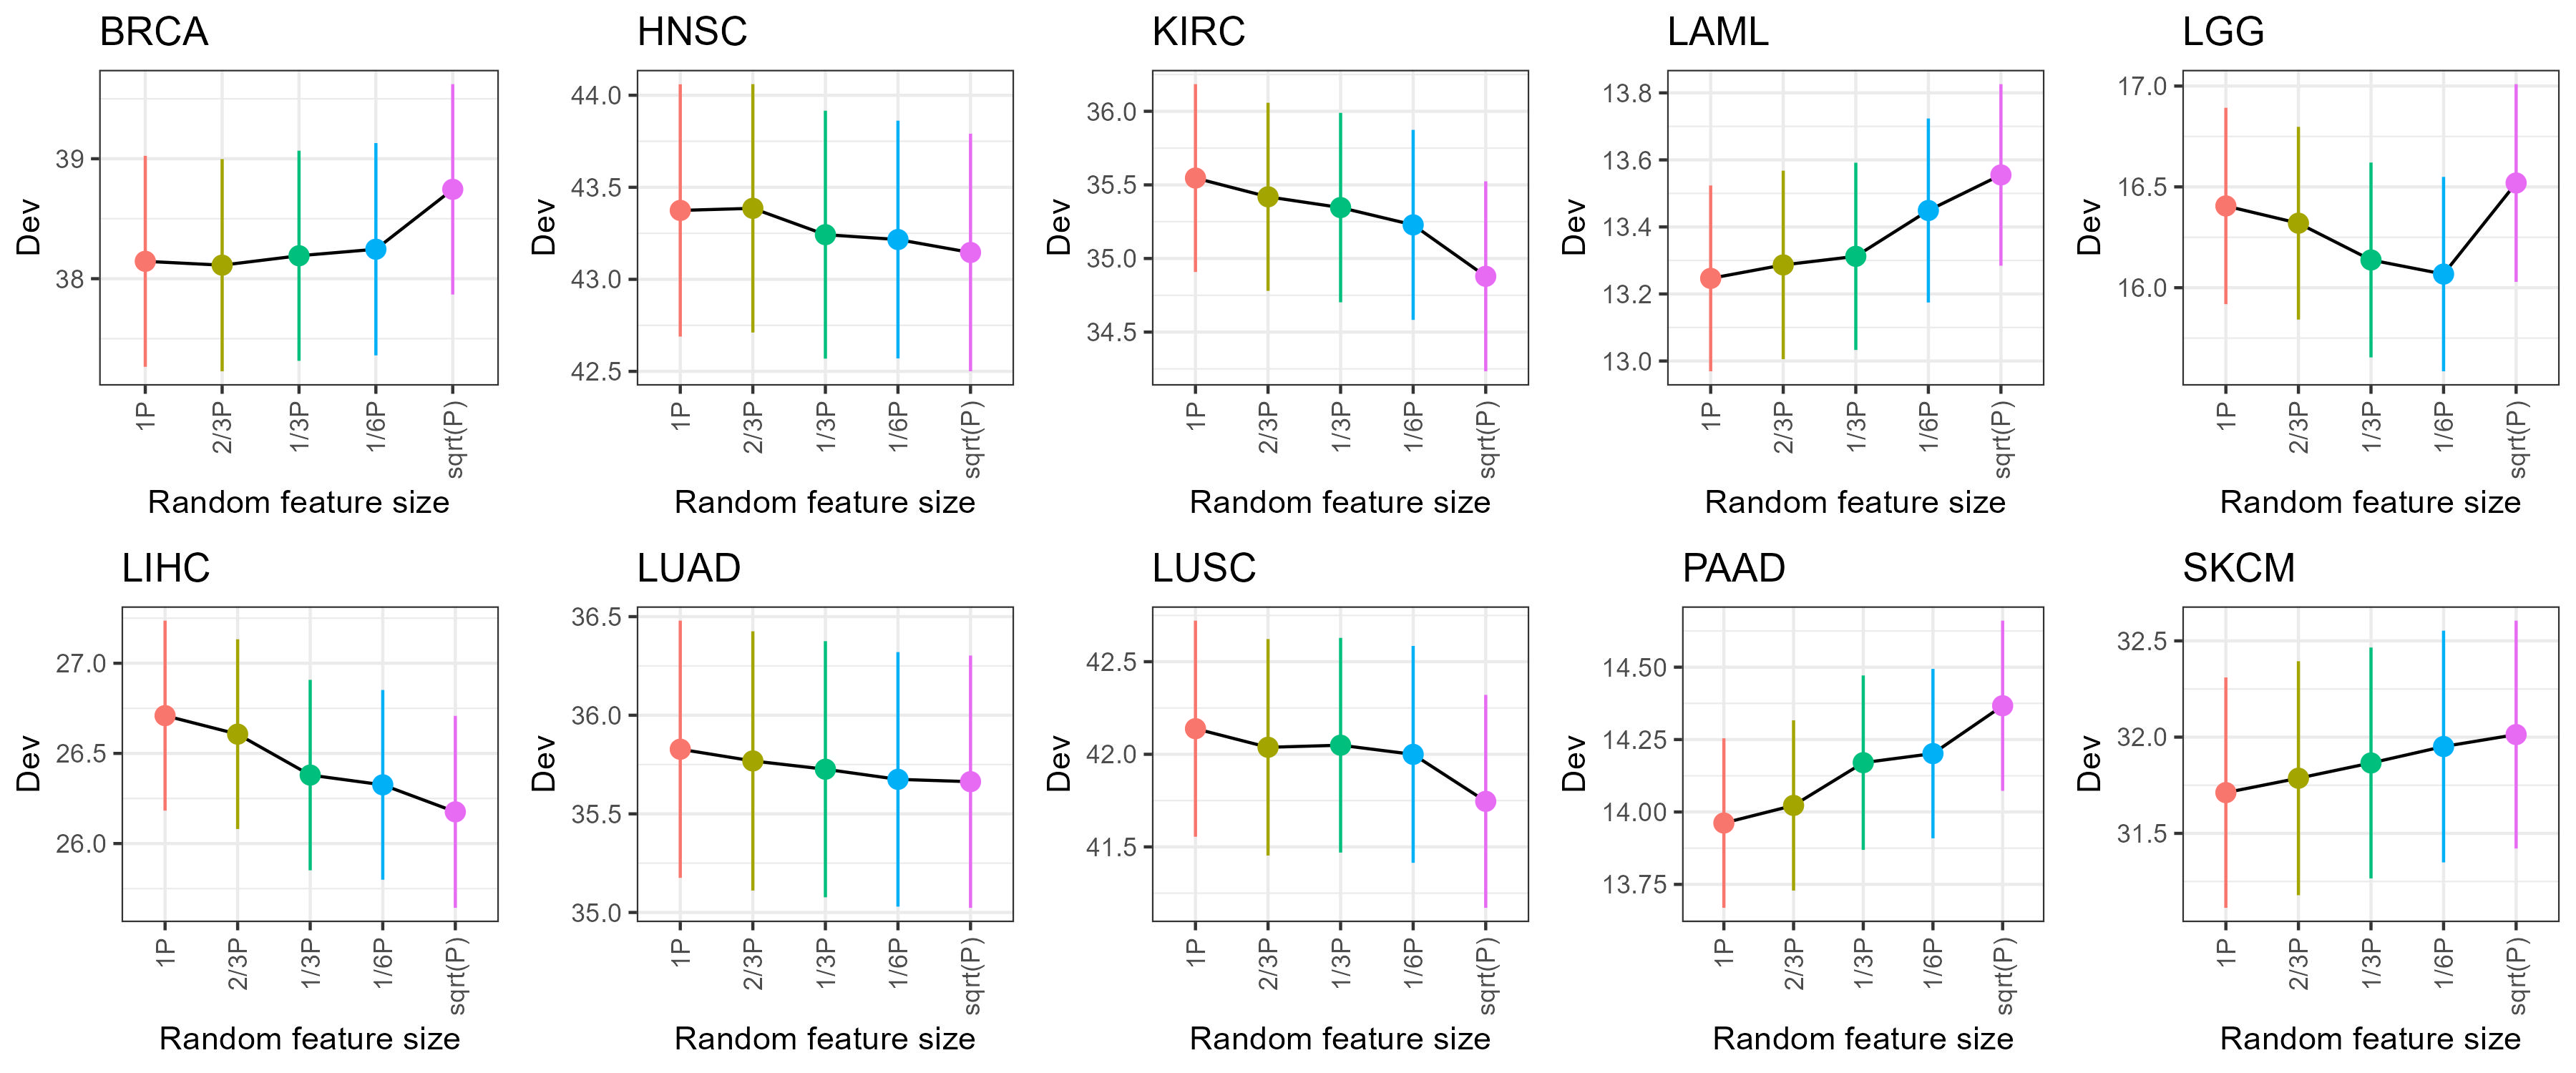 BRCA HNSC KIRC LAML LGG
Dev
39
38
1P 2/3P 1/3P 1/6P sqrt(P)
Random feature size
Dev
44.0
43.5
43.0
42.5
1P 2/3P 1/3P 1/6P sqrt(P)
Random feature size
Dev
36.0
35.5
35.0
34.5
1P 2/3P 1/3P 1/6P sqrt(P)
Random feature size
Dev
13.8
13.6
13.4
13.2
13.0
1P 2/3P 1/3P 1/6P sqrt(P)
Random feature size
Dev
17.0
16.5
16.0
1P 2/3P 1/3P 1/6P sqrt(P)
Random feature size
LIHC LUAD LUSC PAAD SKCM
Dev
27.0
26.5
26.0
1P 2/3P 1/3P 1/6P sqrt(P)
Random feature size
Dev
36.5
36.0
35.5
35.0
1P 2/3P 1/3P 1/6P sqrt(P)
Random feature size
Dev
42.5
42.0
41.5
1P 2/3P 1/3P 1/6P sqrt(P)
Random feature size
Dev
14.50
14.25
14.00
13.75
1P 2/3P 1/3P 1/6P sqrt(P)
Random feature size
Dev
32.5
32.0
31.5
1P 2/3P 1/3P 1/6P sqrt(P)
Random feature size